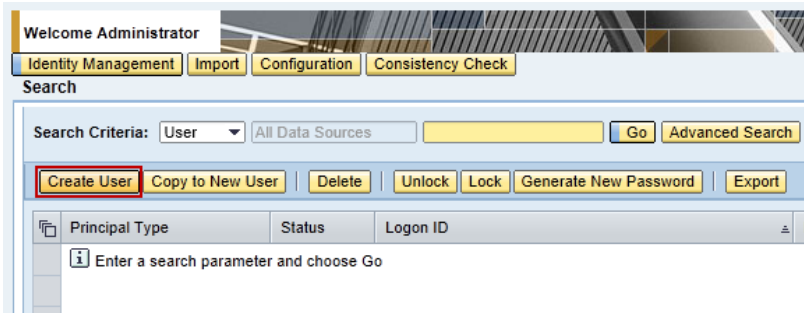 Welcome Administrator
Identity Management Import Configuration Consistency Check
Search
Search Criteria: User All Data Sources Go Advanced Search
Create User Copy to New User Delete Unlock Lock Generate New Password Export
Principal Type Status Logon ID
Enter a search parameter and choose Go